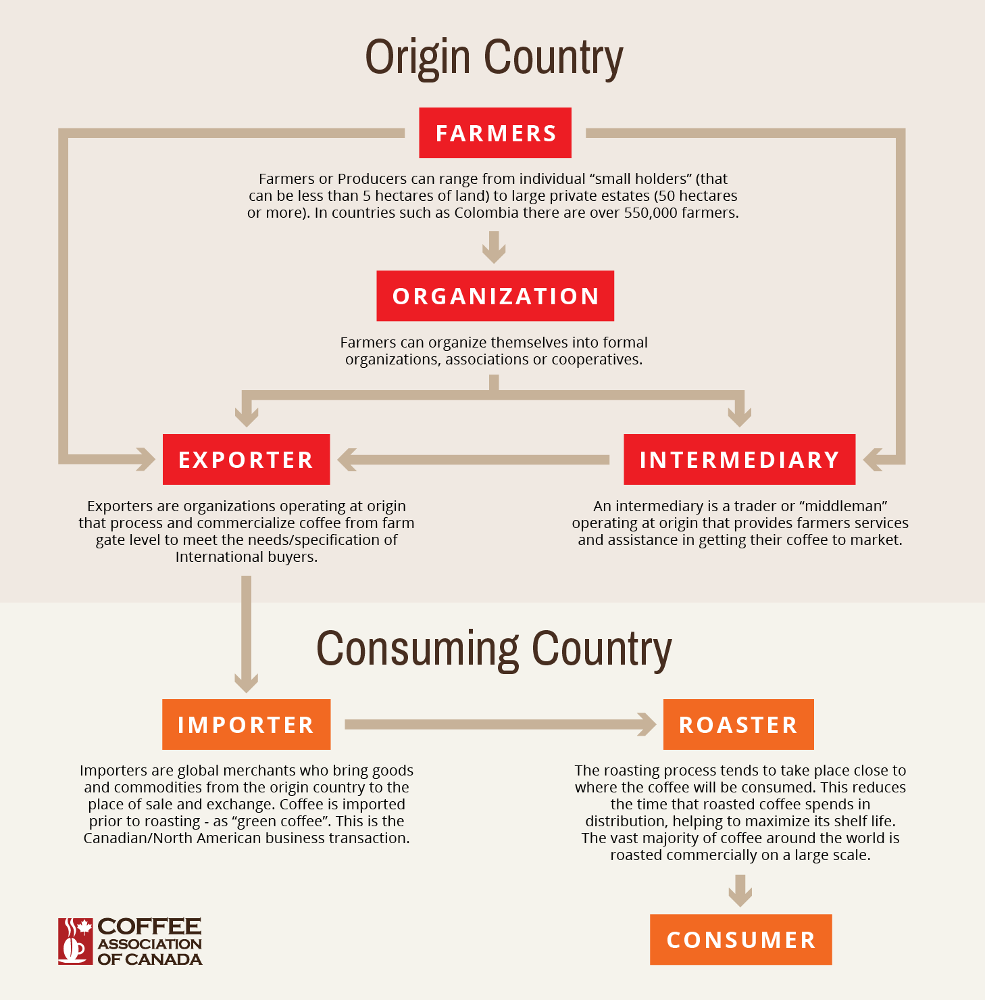 Origin Country
FARMERS
Farmers or Producers can range from individual “small holders” (that
can be less than 5 hectares of land) to large private estates (50 hectares
or more). In countries such as Colombia there are over 550,000 farmers.
ORGANIZATION
Farmers can organize themselves into formal
organizations, associations or cooperatives.
EXPORTER
Exporters are organizations operating at origin
that process and commercialize coffee from farm
gate level to meet the needs/specification of
International buyers.
INTERMEDIARY
An intermediary is a trader or “middleman”
operating at origin that provides farmers services
and assistance in getting their coffee to market.
Consuming Country
IMPORTER
Importers are global merchants who bring goods
and commodities from the origin country to the
place of sale and exchange. Coffee is imported
prior to roasting - as “green coffee”. This is the
Canadian/North American business transaction.
ROASTER
The roasting process tends to take place close to
where the coffee will be consumed. This reduces
the time that roasted coffee spends in
distribution, helping to maximize its shelf life.
The vast majority of coffee around the world is
roasted commercially on a large scale.
CONSUMER
COFFEE
ASSOCIATION
OF CANADA